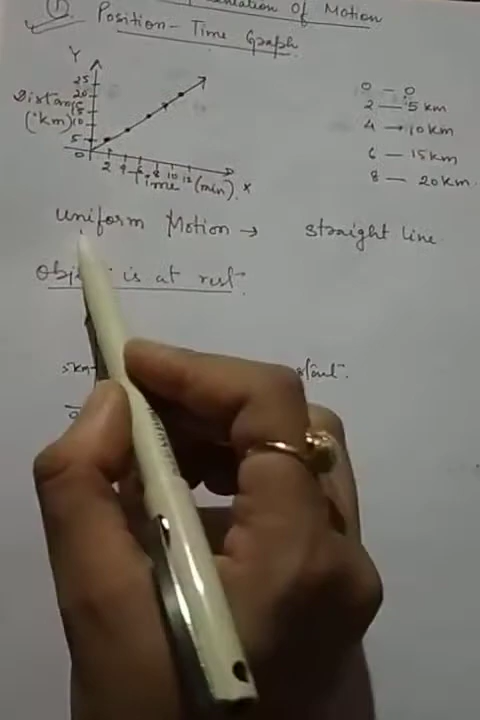 ① Of Motion
Position - Time Graph
Y
25
20
15
10
5
0
Distance
(km)
2 4 6 8 10 12
Time (min) X
0 - 0
2 — 5 km
4 → 10 km
6 — 15 km
8 — 20 km
Uniform Motion → straight line
is at rest